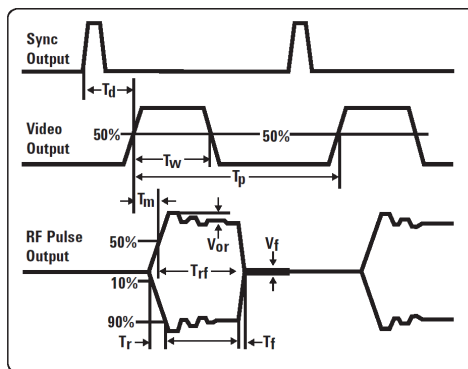 Sync
Output
Td
Video
Output
50%
50%
Tw
Tp
Tm
RF Pulse
Output
50%
Vor
Vf
Trf
10%
90%
Tr
Tf